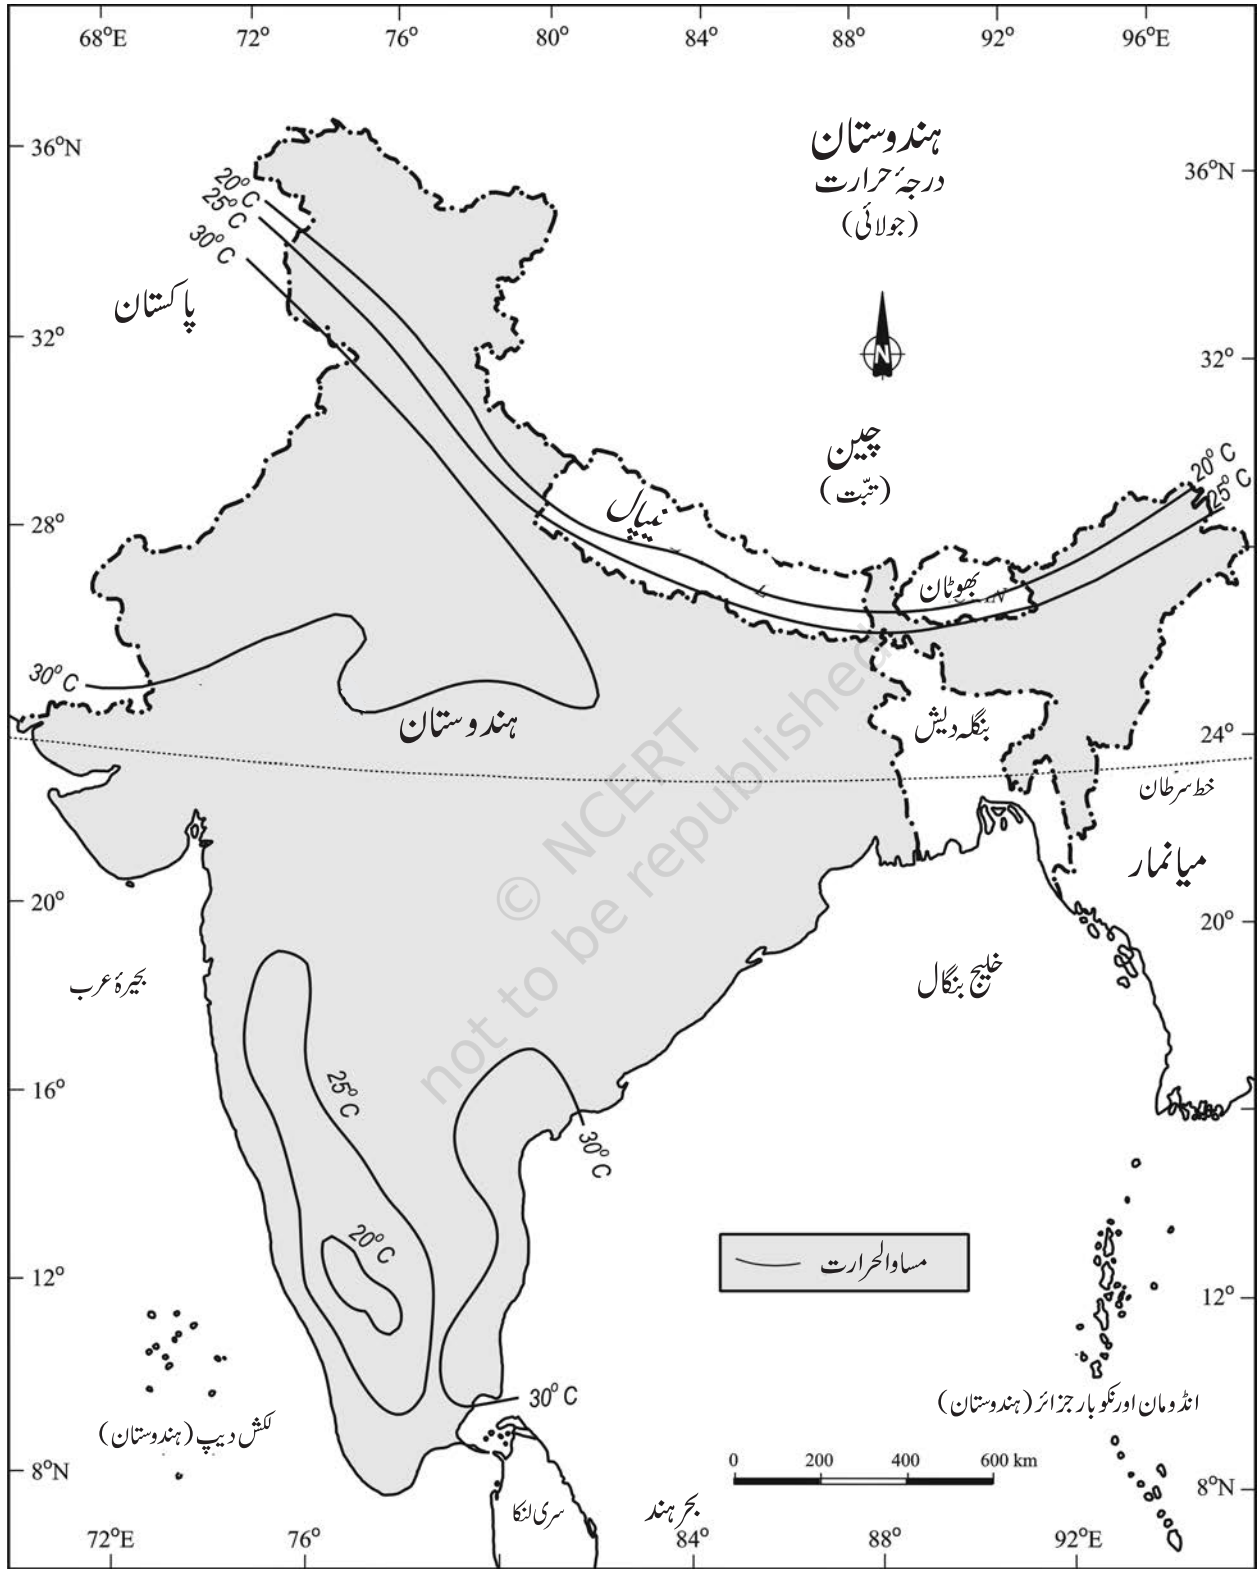 68°E 72° 76° 80° 84° 88° 92° 96°E
ہندوستان
درجۂ حرارت
(جولائی)
36°N
36°N
20°C
25°C
30°C
پاکستان
32°
32°
N
چین
(تبّت)
20°C
25°C
28°
نیپال
بھوٹان
30°C
ہندوستان
بنگلہ دیش
24°
خط سرطان
میانمار
20°
20°
بحیرۂ عرب
خلیج بنگال
© NCERT
not to be republished
16°
25°C
30°C
20°C
مساوالحرارت
12°
12°
30°C
انڈومان اور نکوبار جزائر (ہندوستان)
لکش دیپ (ہندوستان)
0 200 400 600 km
8°N
8°N
سری لنکا
بحر ہند
72°E 76° 84° 88° 92°E